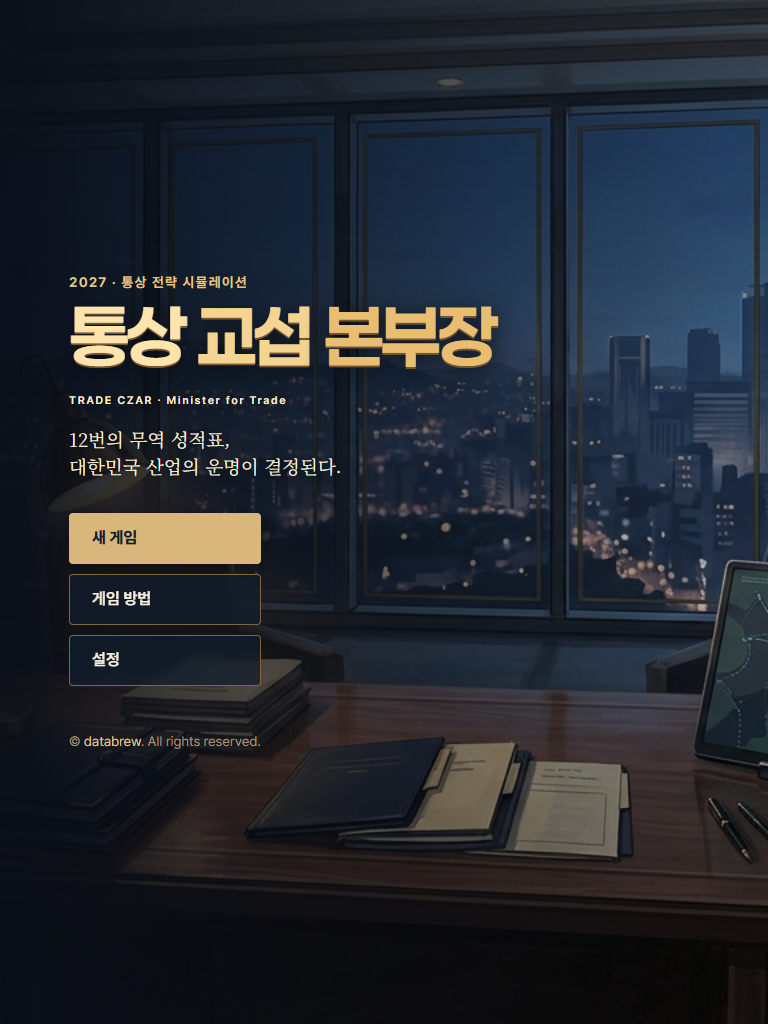 2027 · 통상 전략 시뮬레이션
통상 교섭 본부장
TRADE CZAR · Minister for Trade
12번의 무역 성적표,
대한민국 산업의 운명이 결정된다.
새 게임
게임 방법
설정
© databrew. All rights reserved.